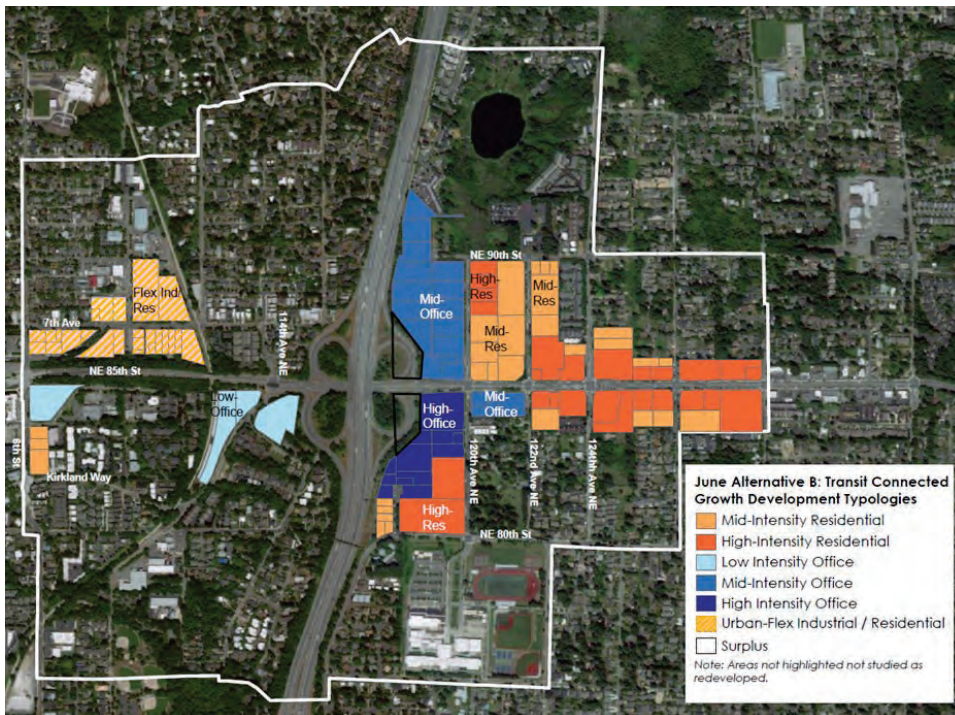 NE 90th St
High-
Res
Mid-
Res
Flex Ind/
Res
Mid-
Office
Mid-
Res
7th Ave
114th Ave NE
NE 85th St
Low-
Office
High-
Office
Mid-
Office
6th St
Kirkland Way
120th Ave NE
122nd Ave NE
124thh Ave NE
High-
Res
NE 80th St
June Alternative B: Transit Connected
Growth Development Typologies
Mid-Intensity Residential
High-Intensity Residential
Low Intensity Office
Mid-Intensity Office
High Intensity Office
Urban-Flex Industrial / Residential
Surplus
Note: Areas not highlighted not studied as
redeveloped.